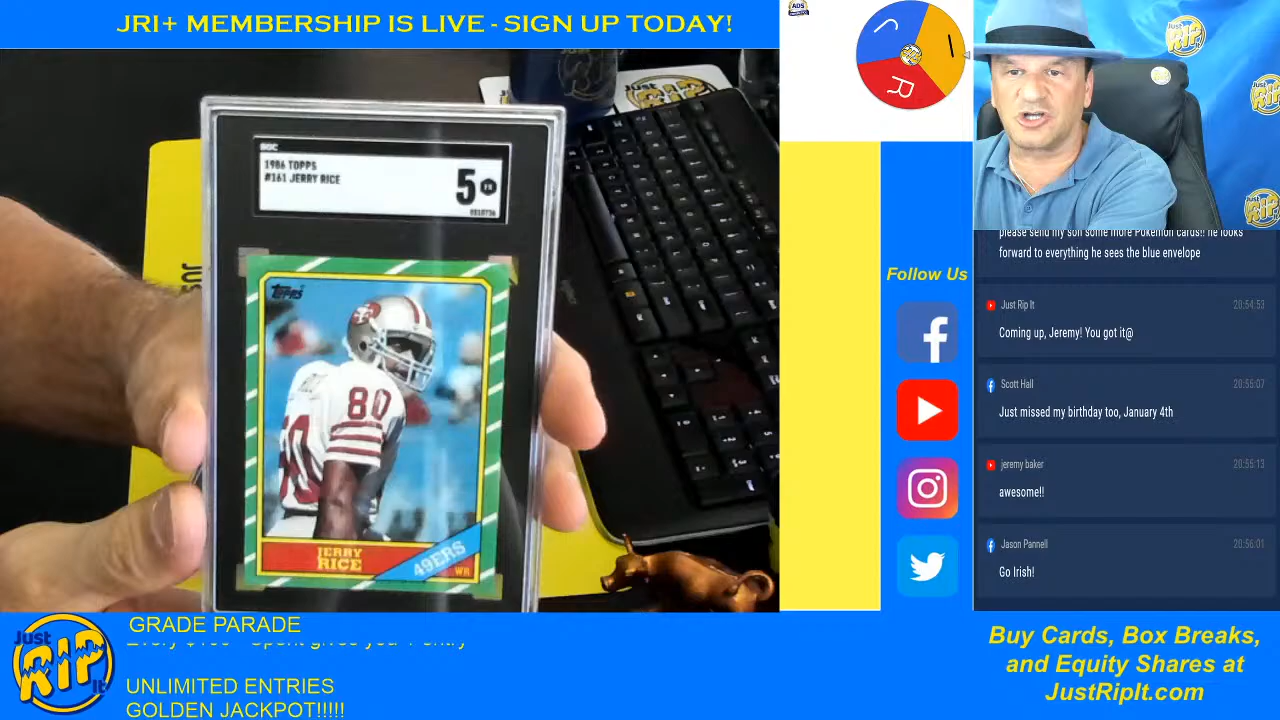 JRI+ MEMBERSHIP IS LIVE - SIGN UP TODAY!
ADS
J
I
R
SGC
1986 TOPPS
#161 JERRY RICE
5
EX
TOPPS
80
JERRY
RICE
49ERS
WR
please send my son some more Pokemon cards!! he looks
forward to everything he sees the blue envelope
Just Rip It
20:54:53
Coming up, Jeremy! You got it@
Scott Hall
20:55:07
Just missed my birthday too, January 4th
jeremy baker
20:55:13
awesome!!
Jason Pannell
20:56:01
Go Irish!
Follow Us
Just
RIP
It
GRADE PARADE
UNLIMITED ENTRIES
GOLDEN JACKPOT!!!!!
Buy Cards, Box Breaks,
and Equity Shares at
JustRipIt.com